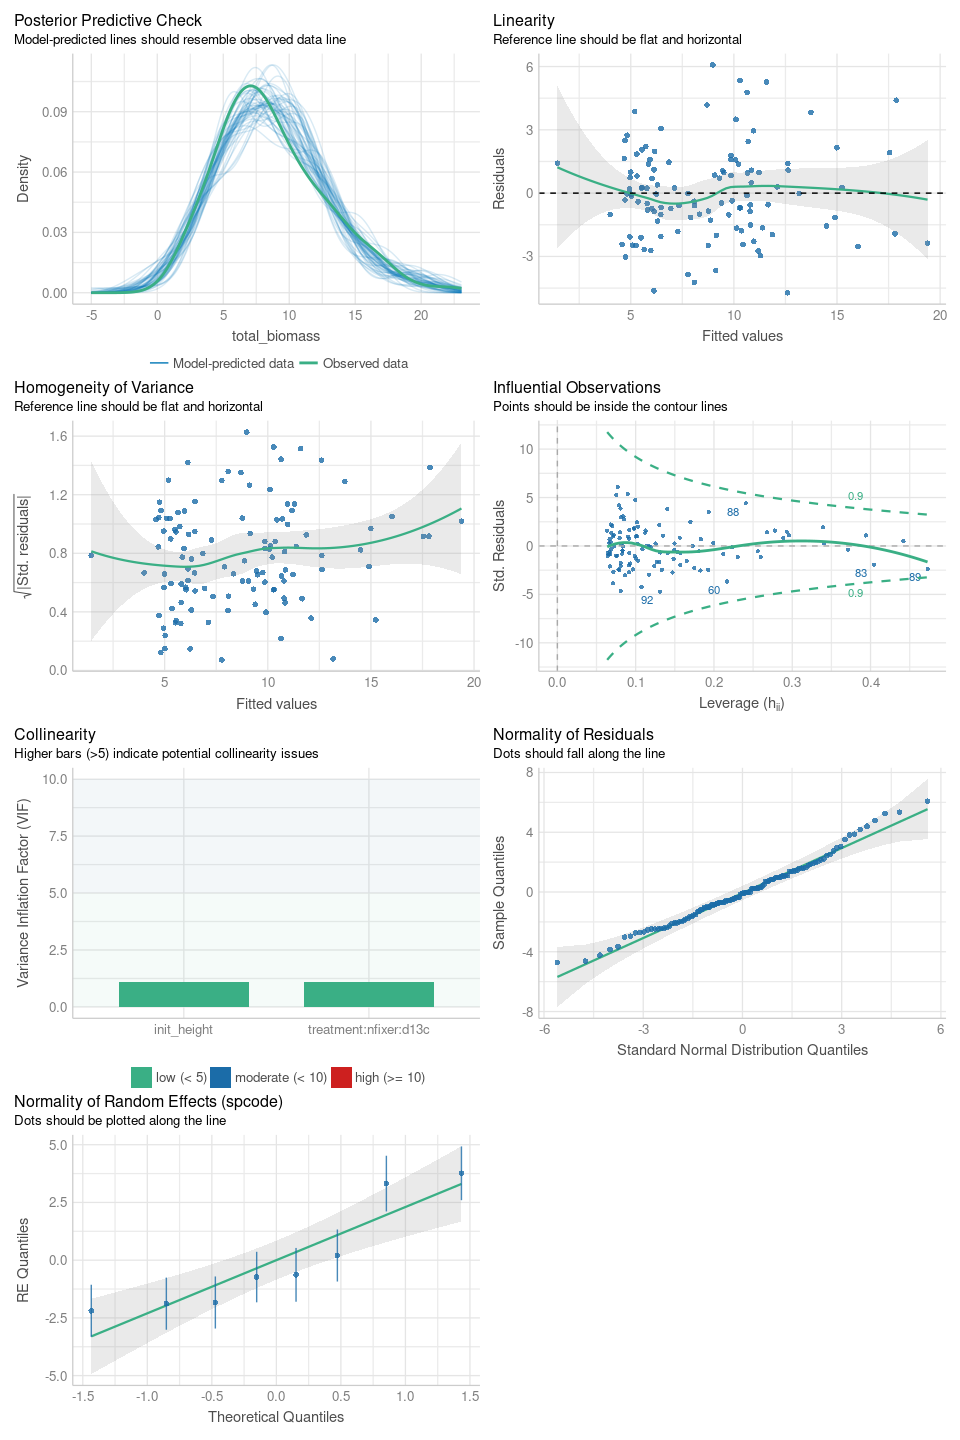 Posterior Predictive Check
Model-predicted lines should resemble observed data line
0.09
0.06
0.03
0.00
Density
-5 0 5 10 15 20
total_biomass
Model-predicted data Observed data
Linearity
Reference line should be flat and horizontal
6
3
0
-3
Residuals
5 10 15 20
Fitted values
Homogeneity of Variance
Reference line should be flat and horizontal
1.6
1.2
0.8
0.4
0.0
√|Std. residuals|
5 10 15 20
Fitted values
Influential Observations
Points should be inside the contour lines
10
5
0
-5
-10
Std. Residuals
0.9
88
83
89
60
92
0.9
0.0 0.1 0.2 0.3 0.4
Leverage (hii)
Collinearity
Higher bars (>5) indicate potential collinearity issues
10.0
7.5
5.0
2.5
0.0
Variance Inflation Factor (VIF)
init_height treatment:nfixer:d13c
low (< 5) moderate (< 10) high (>= 10)
Normality of Residuals
Dots should fall along the line
8
4
0
-4
-8
Sample Quantiles
-6 -3 0 3 6
Standard Normal Distribution Quantiles
Normality of Random Effects (spcode)
Dots should be plotted along the line
5.0
2.5
0.0
-2.5
-5.0
RE Quantiles
-1.5 -1.0 -0.5 0.0 0.5 1.0 1.5
Theoretical Quantiles